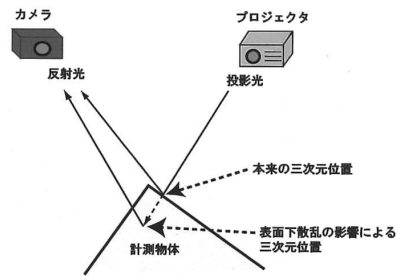 カメラ
プロジェクタ
反射光
投影光
本来の三次元位置
表面下散乱の影響による
三次元位置
計測物体